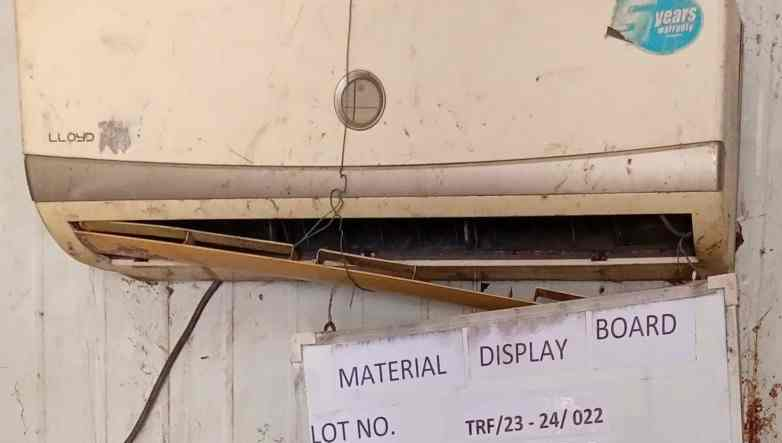 5 years
warranty
LLOYD
MATERIAL DISPLAY BOARD
LOT NO. TRF/23 - 24/ 022